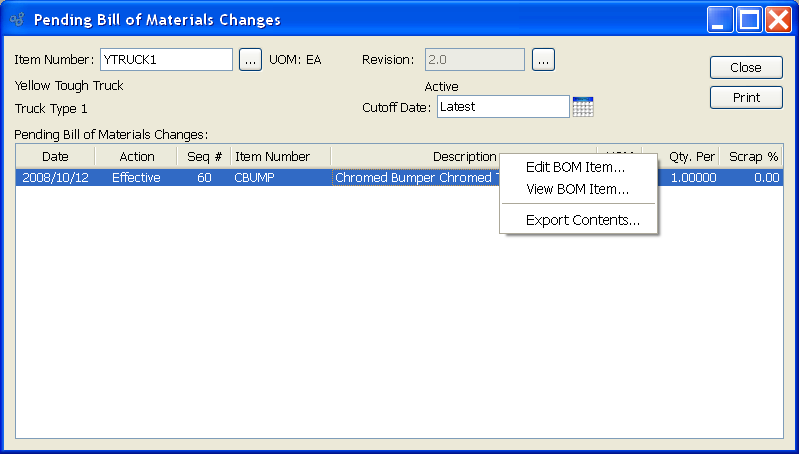 Pending Bill of Materials Changes
Item Number: YTRUCK1 ... UOM: EA Revision: 2.0 ... Close
Yellow Tough Truck Active
Truck Type 1 Cutoff Date: Latest Print
Pending Bill of Materials Changes:
Date Action Seq # Item Number Description Qty. Per Scrap %
2008/10/12 Effective 60 CBUMP Chromed Bumper Chromed 1.00000 0.00
Edit BOM Item...
View BOM Item...
Export Contents...